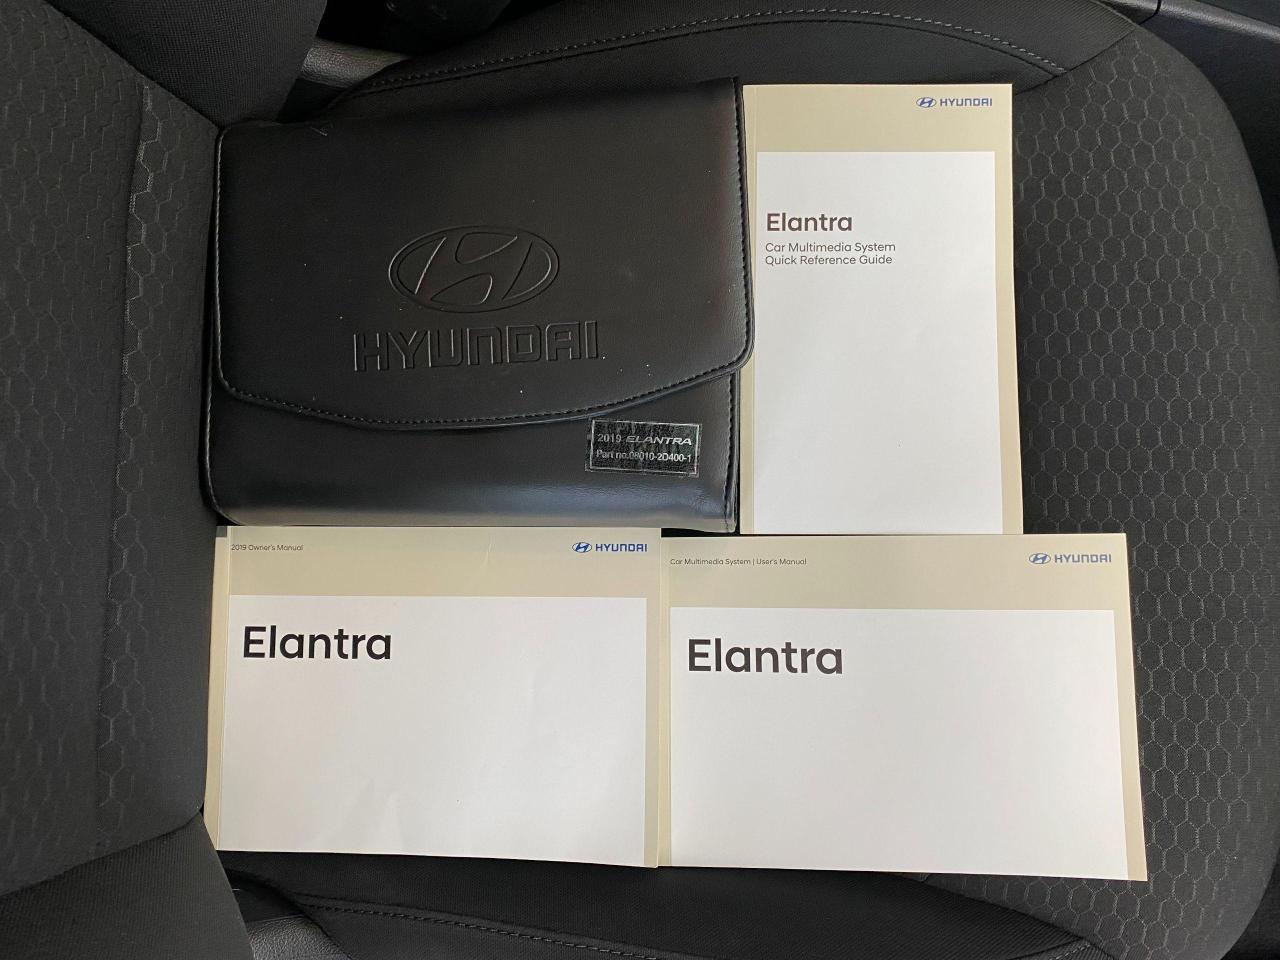 HYUNDAI
2019 ELANTRA
Part no.08010-2D400-1
HYUNDAI
Elantra
Car Multimedia System
Quick Reference Guide
2019 Owner's Manual
HYUNDAI
Elantra
Car Multimedia System | User's Manual
HYUNDAI
Elantra